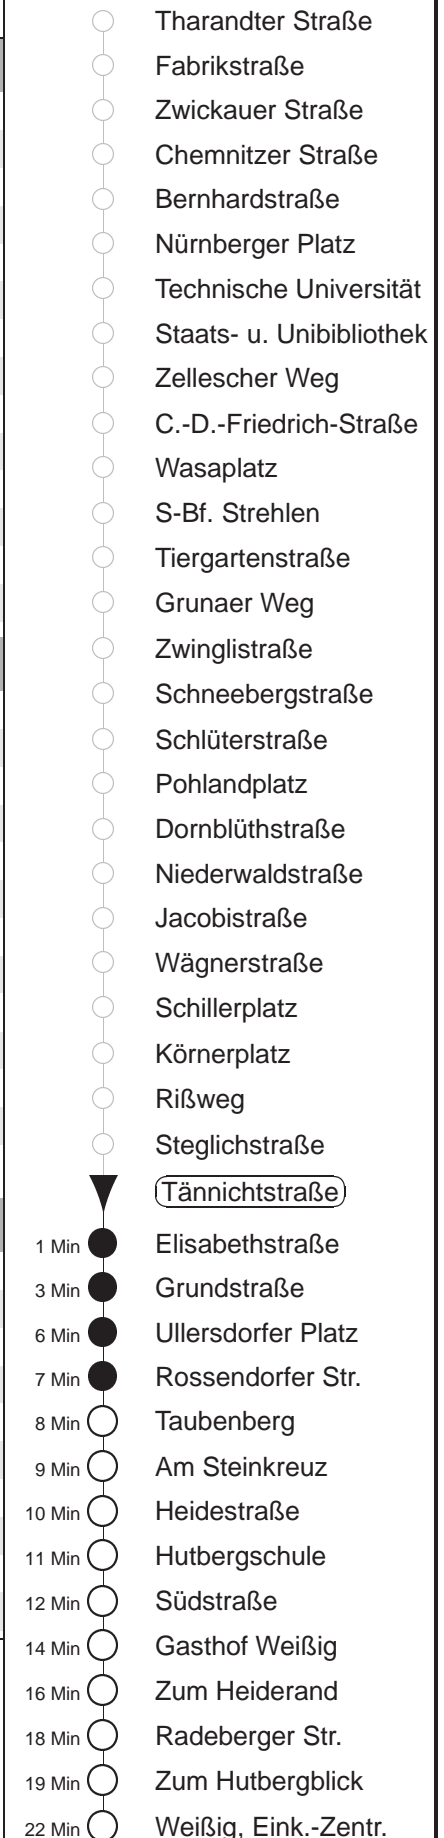 Tharandter Straße
Fabrikstraße
Zwickauer Straße
Chemnitzer Straße
Bernhardstraße
Nürnberger Platz
Technische Universität
Staats- u. Unibibliothek
Zellescher Weg
C.-D.-Friedrich-Straße
Wasaplatz
S-Bf. Strehlen
Tiergartenstraße
Grunaer Weg
Zwinglistraße
Schneebergstraße
Schlüterstraße
Pohlandplatz
Dornblüthstraße
Niederwaldstraße
Jacobistraße
Wägnerstraße
Schillerplatz
Körnerplatz
Rißweg
Steglichstraße
Tännichtstraße
1 Min Elisabethstraße
3 Min Grundstraße
6 Min Ullersdorfer Platz
7 Min Rossendorfer Str.
8 Min Taubenberg
9 Min Am Steinkreuz
10 Min Heidestraße
11 Min Hutbergschule
12 Min Südstraße
14 Min Gasthof Weißig
16 Min Zum Heiderand
18 Min Radeberger Str.
19 Min Zum Hutbergblick
22 Min Weißig, Eink.-Zentr.